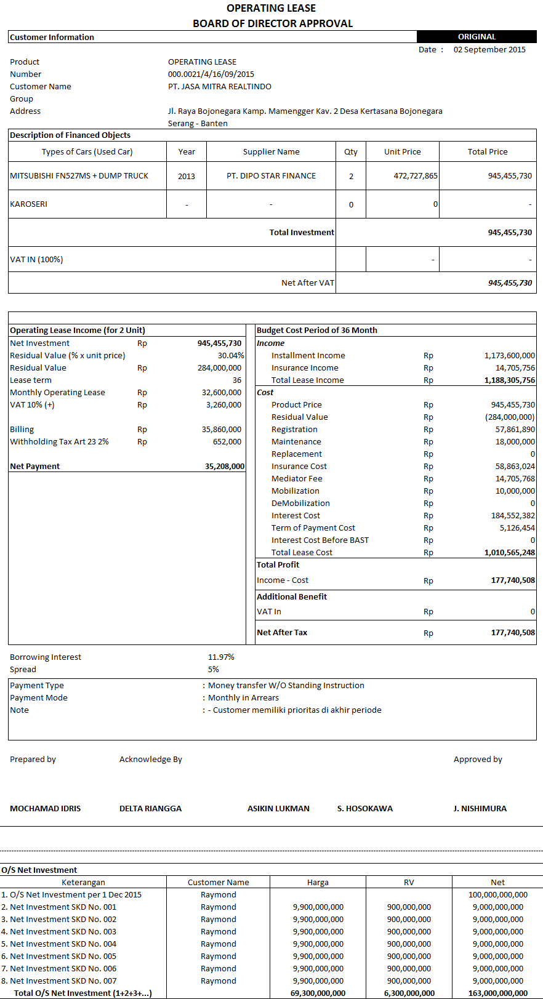 OPERATING LEASE
BOARD OF DIRECTOR APPROVAL
Customer Information ORIGINAL
Date : 02 September 2015
Product OPERATING LEASE
Number 000.0021/4/16/09/2015
Customer Name PT. JASA MITRA REALTINDO
Group
Address Jl. Raya Bojonegara Kamp. Mamengger Kav. 2 Desa Kertasana Bojonegara
Serang - Banten
Description of Financed Objects
Types of Cars (Used Car) Year Supplier Name Qty Unit Price Total Price
MITSUBISHI FN527MS + DUMP TRUCK 2013 PT. DIPO STAR FINANCE 2 472,727,865 945,455,730
KAROSERI - - 0 0 -
Total Investment 945,455,730
VAT IN (100%) - -
Net After VAT 945,455,730
Operating Lease Income (for 2 Unit)
Net Investment Rp 945,455,730
Residual Value (% x unit price) 30.04%
Residual Value Rp 284,000,000
Lease term 36
Monthly Operating Lease Rp 32,600,000
VAT 10% (+) Rp 3,260,000
Billing Rp 35,860,000
Withholding Tax Art 23 2% Rp 652,000
Net Payment 35,208,000
Budget Cost Period of 36 Month
Income
Installment Income Rp 1,173,600,000
Insurance Income Rp 14,705,756
Total Lease Income Rp 1,188,305,756
Cost
Product Price Rp 945,455,730
Residual Value Rp (284,000,000)
Registration Rp 57,861,890
Maintenance Rp 18,000,000
Replacement Rp 0
Insurance Cost Rp 58,863,024
Mediator Fee Rp 14,705,768
Mobilization Rp 10,000,000
DeMobilization Rp 0
Interest Cost Rp 184,552,382
Term of Payment Cost Rp 5,126,454
Interest Cost Before BAST Rp 0
Total Lease Cost Rp 1,010,565,248
Total Profit
Income - Cost Rp 177,740,508
Additional Benefit
VAT In Rp 0
Net After Tax Rp 177,740,508
Borrowing Interest 11.97%
Spread 5%
Payment Type : Money transfer W/O Standing Instruction
Payment Mode : Monthly in Arrears
Note : - Customer memiliki prioritas di akhir periode
Prepared by Acknowledge By Approved by
MOCHAMAD IDRIS DELTA RIANGGA ASIKIN LUKMAN S. HOSOKAWA J. NISHIMURA
O/S Net Investment
Keterangan Customer Name Harga RV Net
1. O/S Net Investment per 1 Dec 2015 Raymond 100,000,000,000
2. Net Investment SKD No. 001 Raymond 9,900,000,000 900,000,000 9,000,000,000
3. Net Investment SKD No. 002 Raymond 9,900,000,000 900,000,000 9,000,000,000
4. Net Investment SKD No. 003 Raymond 9,900,000,000 900,000,000 9,000,000,000
5. Net Investment SKD No. 004 Raymond 9,900,000,000 900,000,000 9,000,000,000
6. Net Investment SKD No. 005 Raymond 9,900,000,000 900,000,000 9,000,000,000
7. Net Investment SKD No. 006 Raymond 9,900,000,000 900,000,000 9,000,000,000
8. Net Investment SKD No. 007 Raymond 9,900,000,000 900,000,000 9,000,000,000
Total O/S Net Investment (1+2+3+...) 69,300,000,000 6,300,000,000 163,000,000,000